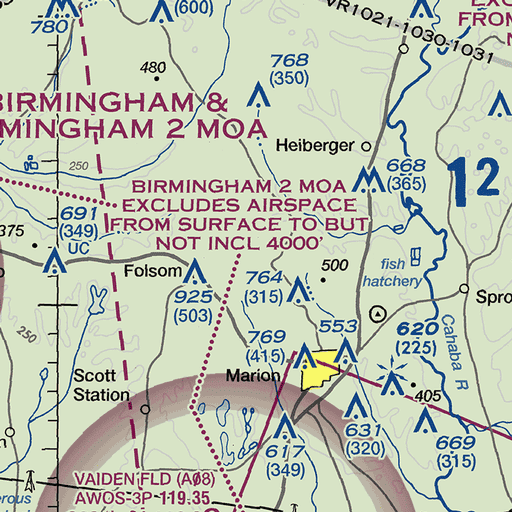 (600)
780
VR1021-1030-1031
768
(350)
480
BIRMINGHAM &
MINGHAM 2 MOA
Heiberger
250
668
(365)
12
BIRMINGHAM 2 MOA
EXCLUDES AIRSPACE
FROM SURFACE TO BUT
NOT INCL 4000'
691
(349)
UC
375
Folsom
925
(503)
764
(315)
500
fish
hatchery
Spro
250
769
(415)
553
620
(225)
Cahaba R
Marion
405
Scott
Station
631
(320)
617
(349)
669
(315)
VAIDEN FLD (A08)
AWOS-3P 119.35